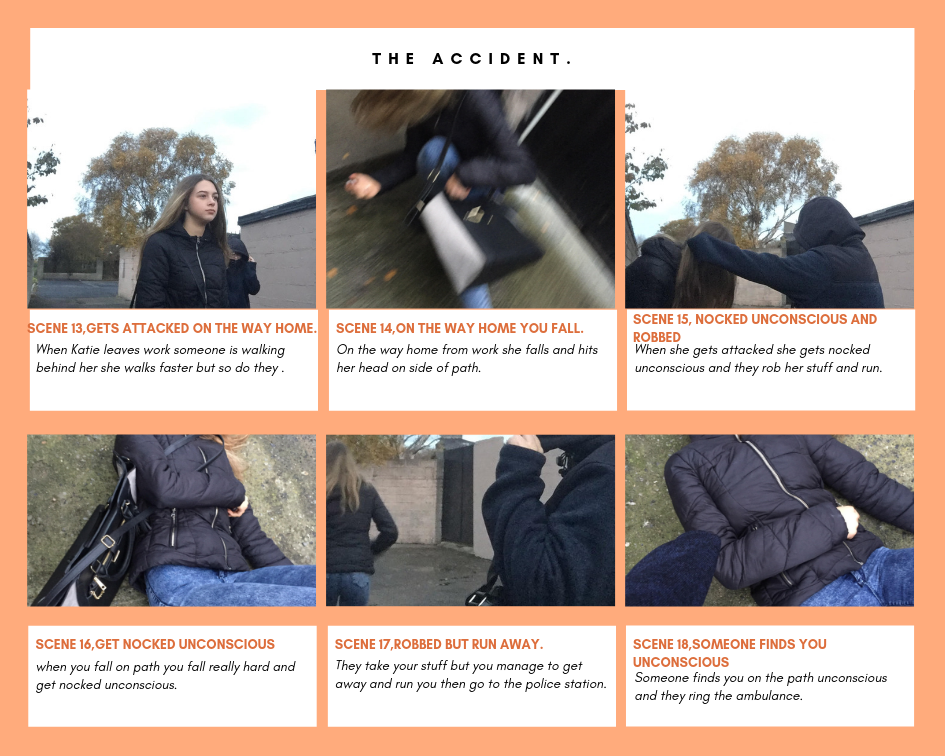 THE ACCIDENT.
SCENE 13,GETS ATTACKED ON THE WAY HOME.
When Katie leaves work someone is walking
behind her she walks faster but so do they .
SCENE 14,ON THE WAY HOME YOU FALL.
On the way home from work she falls and hits
her head on side of path.
SCENE 15, NOCKED UNCONSCIOUS AND
ROBBED
When she gets attacked she gets nocked
unconscious and they rob her stuff and run.
SCENE 16,GET NOCKED UNCONSCIOUS
when you fall on path you fall really hard and
get nocked unconscious.
SCENE 17,ROBBED BUT RUN AWAY.
They take your stuff but you manage to get
away and run you then go to the police station.
SCENE 18,SOMEONE FINDS YOU
UNCONSCIOUS
Someone finds you on the path unconscious
and they ring the ambulance.